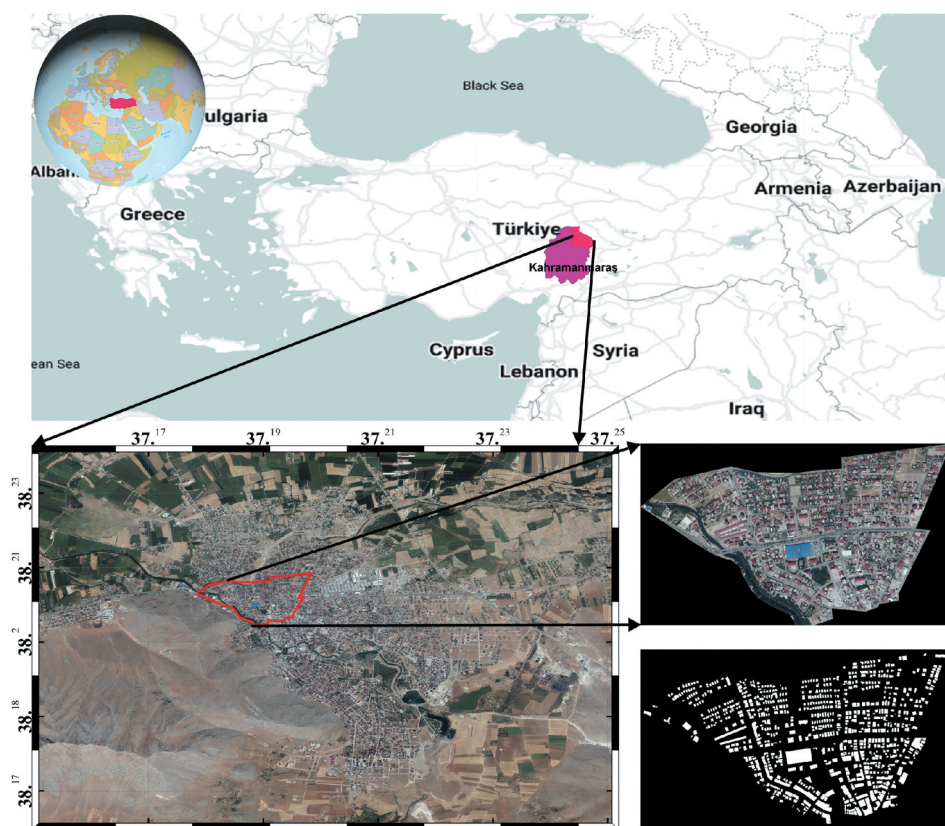 Black Sea
ulgaria
Georgia
Alban
Armenia
Azerbaijan
Greece
Türkiye
Kahramanmaraş
Cyprus
Syria
ean Sea
Lebanon
Iraq
37.17
37.19
37.21
37.23
37.25
38.23
38.21
38.2
38.18
38.17